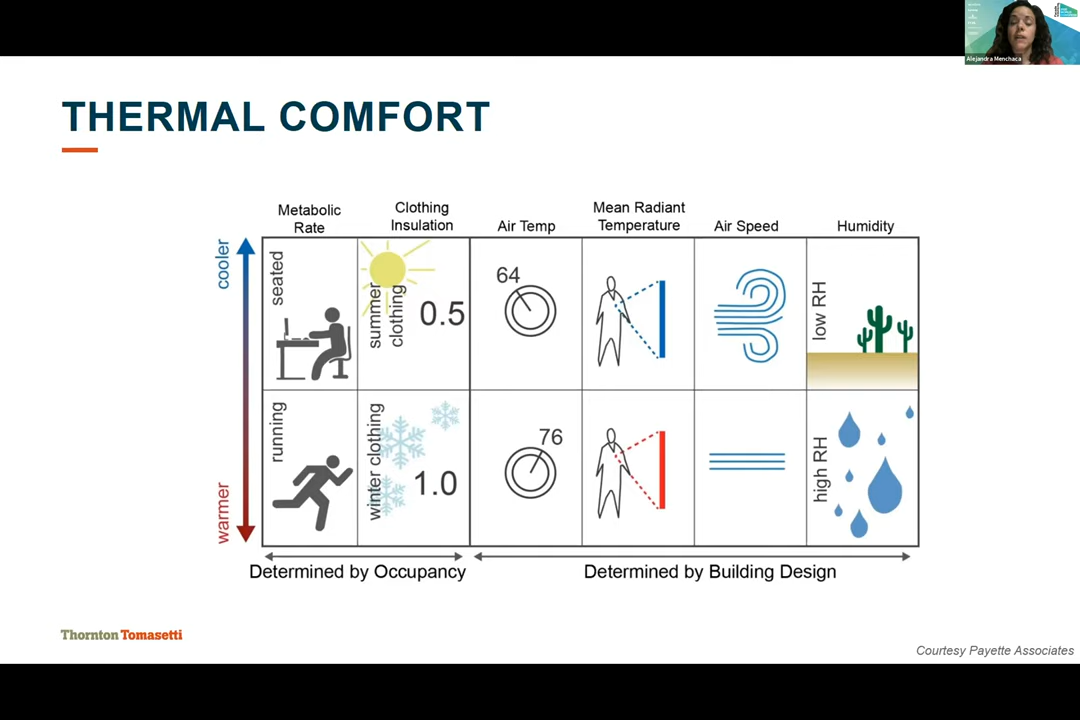 Alejandra Menchaca
THERMAL COMFORT
Metabolic
Rate
Clothing
Insulation
Air Temp
Mean Radiant
Temperature
Air Speed
Humidity
cooler
warmer
seated
summer
clothing
0.5
64
low RH
running
winter clothing
1.0
76
high RH
Determined by Occupancy
Determined by Building Design
Thornton Tomasetti
Courtesy Payette Associates